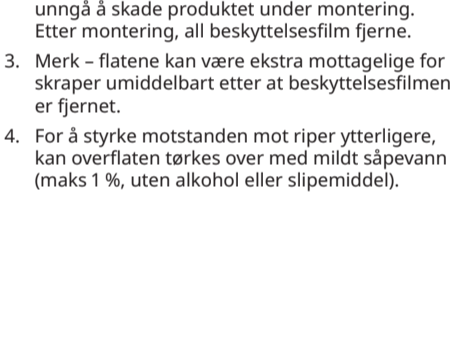 unngå å skade produktet under montering.
Etter montering, all beskyttelsesfilm fjerne.
3. Merk – flatene kan være ekstra mottagelige for
skraper umiddelbart etter at beskyttelsesfilmen
er fjernet.
4. For å styrke motstanden mot riper ytterligere,
kan overflaten tørkes over med mildt såpevann
(maks 1 %, uten alkohol eller slipemiddel).